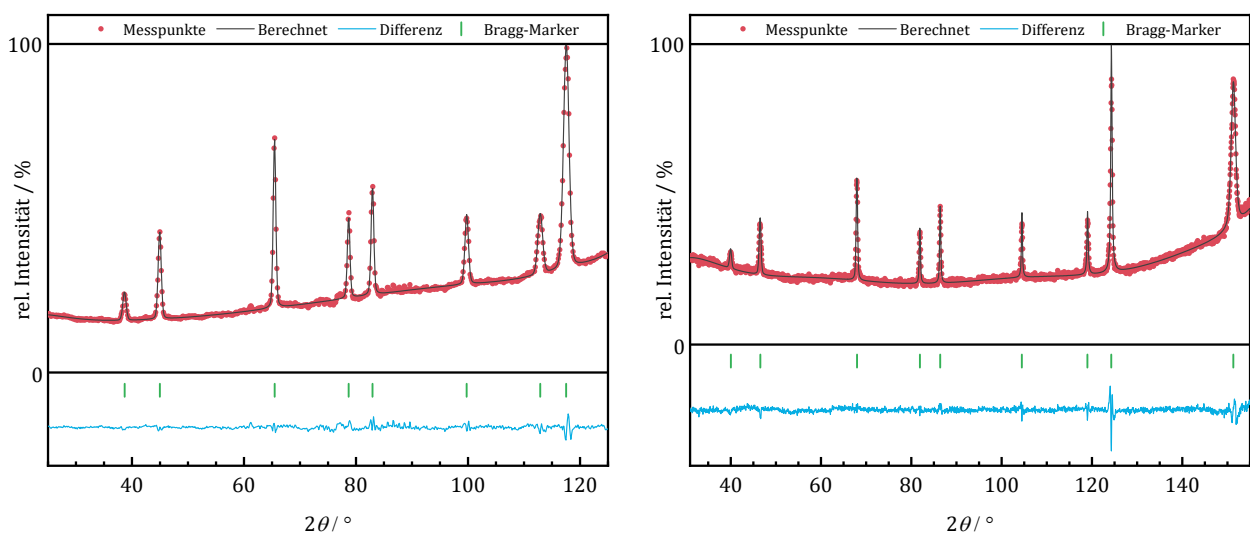 Messpunkte Berechnet Differenz Bragg-Marker
100
rel. Intensität / %
0
40 60 80 100 120
2θ / °
Messpunkte Berechnet Differenz Bragg-Marker
100
rel. Intensität / %
0
40 60 80 100 120 140
2θ / °